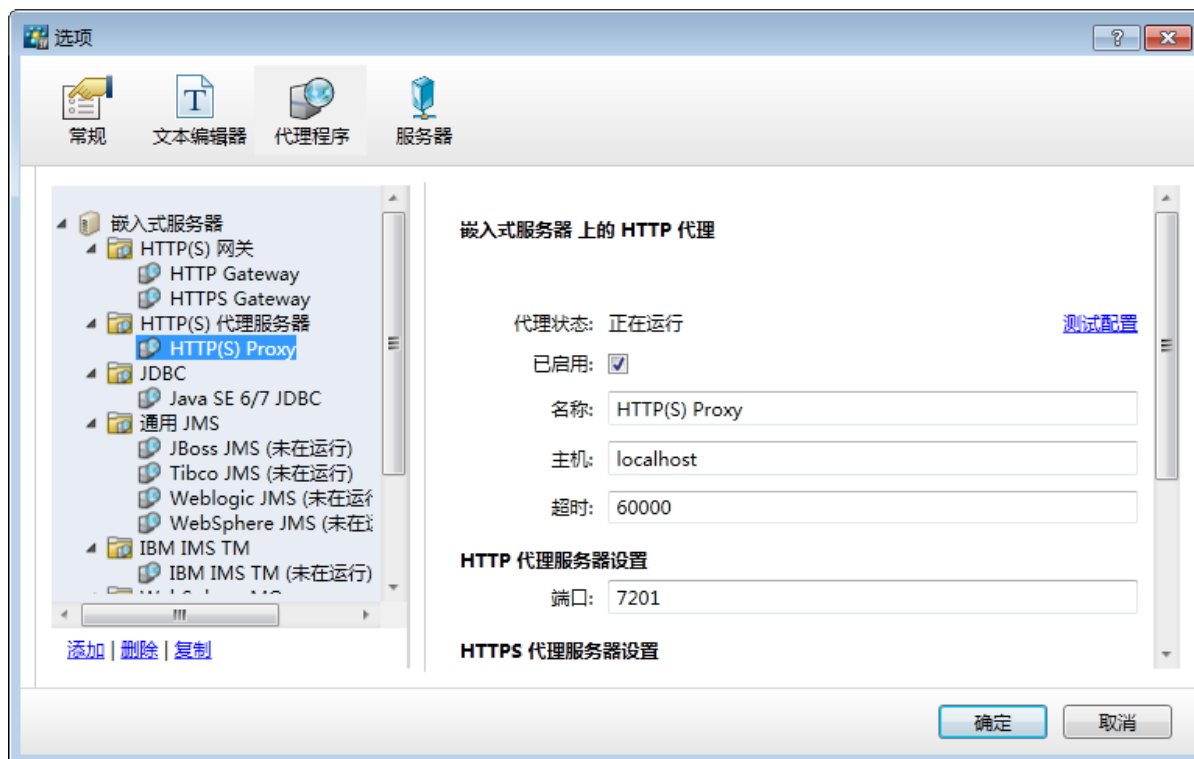 选项
常规
文本编辑器
代理程序
服务器
嵌入式服务器
HTTP(S) 网关
HTTP Gateway
HTTPS Gateway
HTTP(S) 代理服务器
HTTP(S) Proxy
JDBC
Java SE 6/7 JDBC
通用 JMS
JBoss JMS (未在运行)
Tibco JMS (未在运行)
Weblogic JMS (未在运行
WebSphere JMS (未在
IBM IMS TM
IBM IMS TM (未在运行)
添加 | 删除 | 复制
嵌入式服务器 上的 HTTP 代理
代理状态: 正在运行
测试配置
已启用:
名称: HTTP(S) Proxy
主机: localhost
超时: 60000
HTTP 代理服务器设置
端口: 7201
HTTPS 代理服务器设置
确定
取消